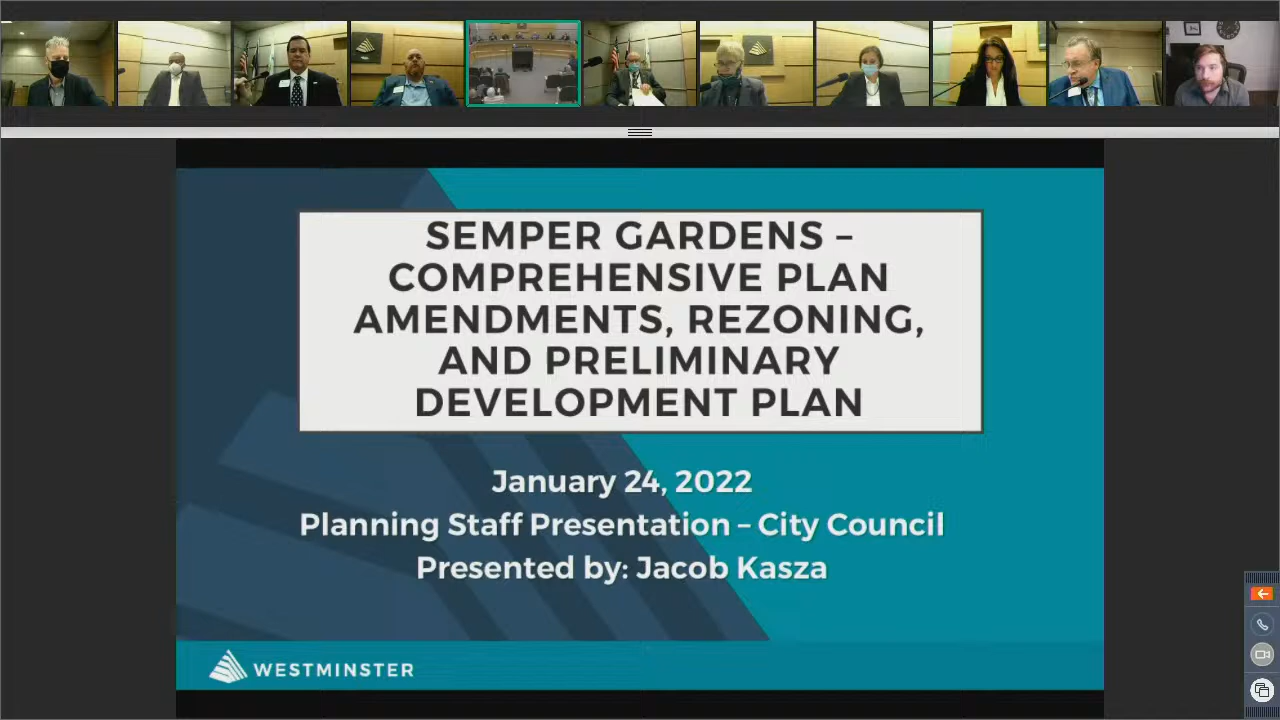 SEMPER GARDENS –
COMPREHENSIVE PLAN
AMENDMENTS, REZONING,
AND PRELIMINARY
DEVELOPMENT PLAN
January 24, 2022
Planning Staff Presentation – City Council
Presented by: Jacob Kasza
WESTMINSTER